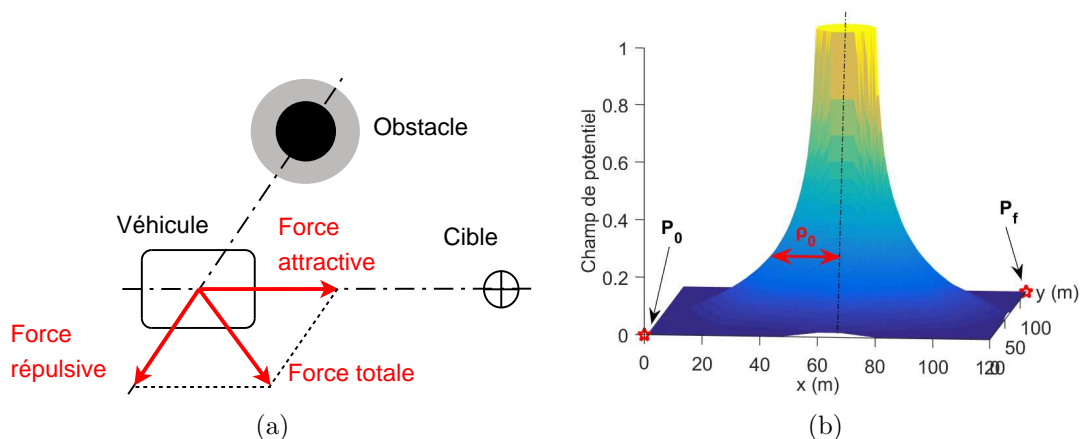 Obstacle
Véhicule
Force
attractive
Cible
Force
répulsive
Force totale
(a)
Champ de potentiel
1
0.8
0.6
0.4
0.2
0
P0
ρ0
Pf
y (m)
100
50
0
0 20 40 60 80 100 120
x (m)
(b)